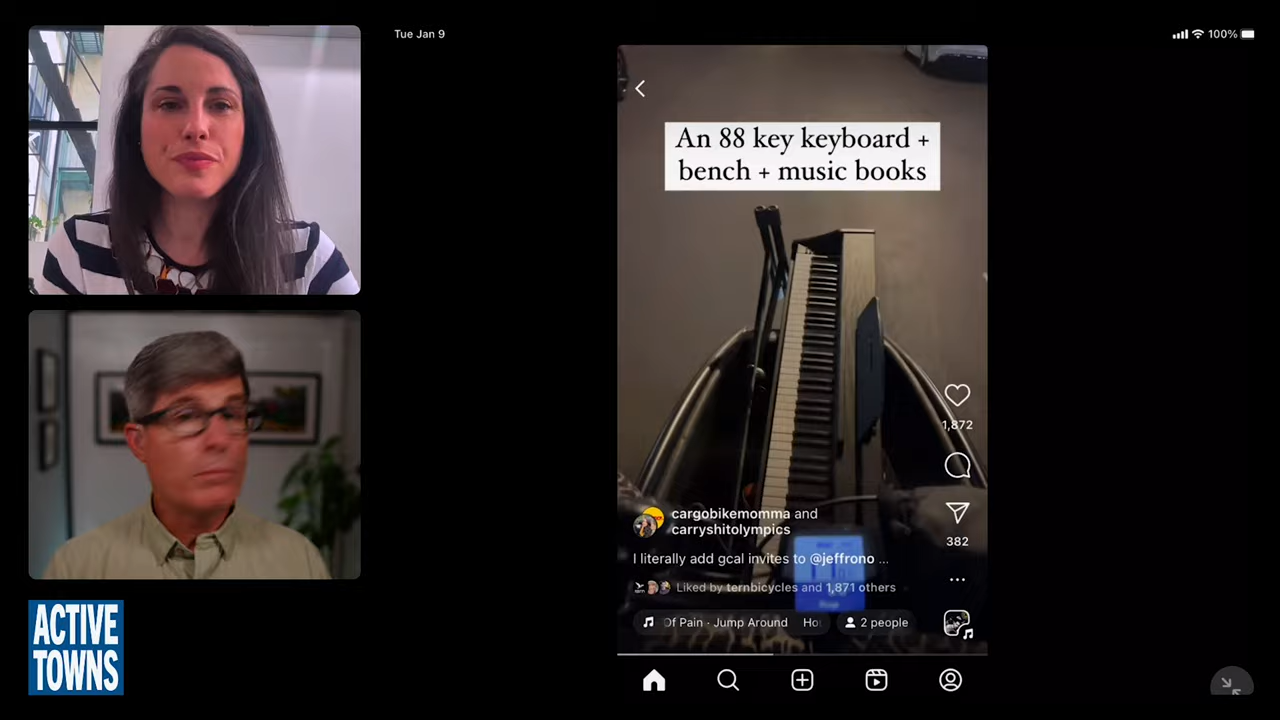 Tue Jan 9
100%
An 88 key keyboard +
bench + music books
1,872
382
cargobikemomma and
carryshitolympics
I literally add gcal invites to @jeffrono ...
Liked by ternbicycles and 1,871 others
Of Pain · Jump Around
2 people
ACTIVE
TOWNS